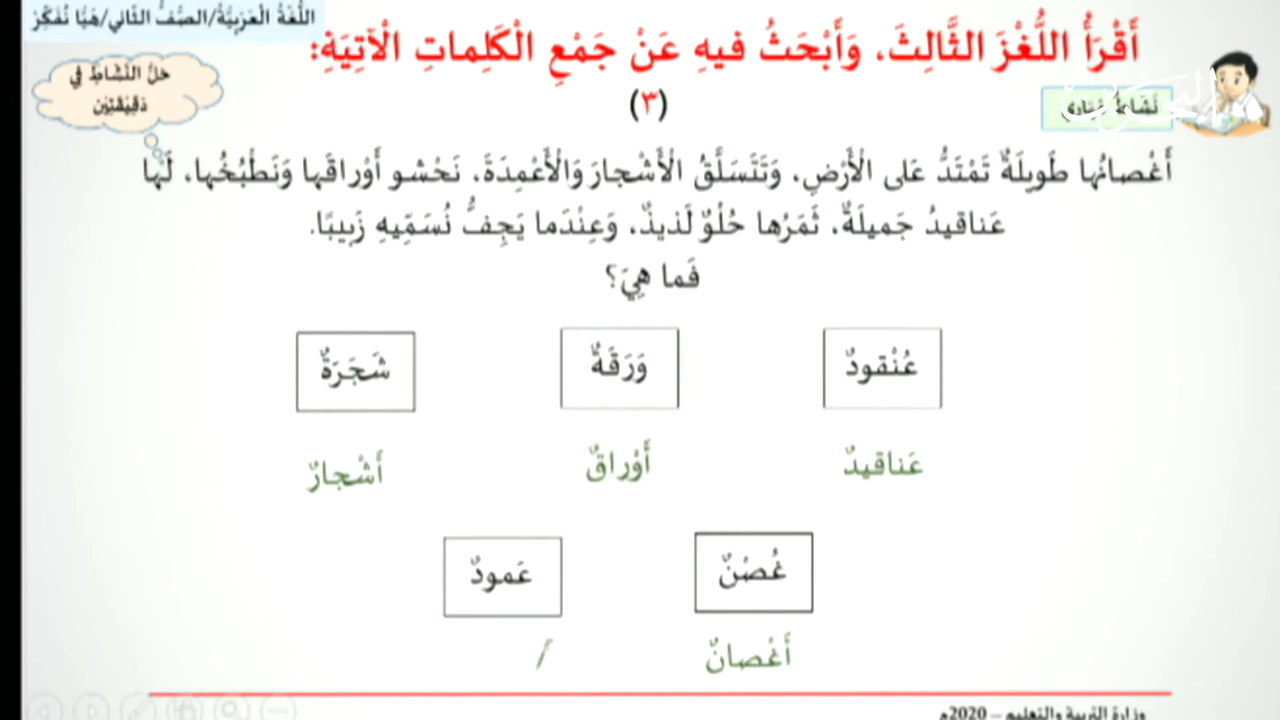 اللُّغَةُ الْعَرَبِيَّةُ/الصَّفُّ الثّاني/هَيّا نُفَكِّرْ
أَقْرَأُ اللُّغْزَ الثَّالِثَ، وَأَبْحَثُ فيهِ عَنْ جَمْعِ الْكَلِماتِ الْآتِيَةِ:
حَلُّ النَّشاطِ في
دَقيقَتَيْنِ
(٣)
أَغْصانُها طَويلَةٌ تَمْتَدُّ عَلى الْأَرْضِ، وَتَتَسَلَّقُ الْأَشْجارَ وَالْأَعْمِدَةَ، نَحْشو أَوْراقَها وَنَطْبُخُها، لَها
عَناقيدُ جَميلَةٌ، ثَمَرُها حُلْوٌ لَذيذٌ، وَعِنْدَما يَجِفُّ نُسَمِّيهِ زَبِيبًا.
فَما هِيَ؟
عُنْقودٌ وَرَقَةٌ شَجَرَةٌ
عَناقيدٌ أَوْراقٌ أَشْجارٌ
غُصْنٌ عَمودٌ
أَغْصانٌ أ
وزارة التربية والتعليم – 2020م